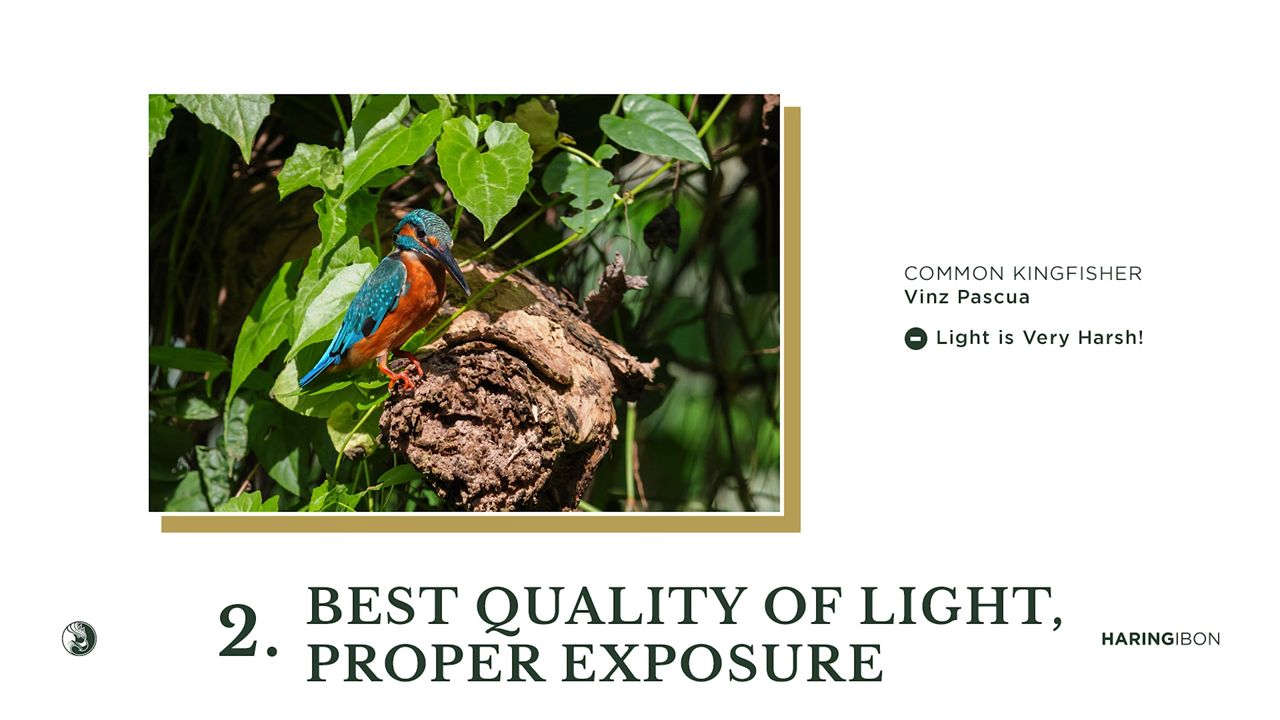 COMMON KINGFISHER
Vinz Pascua
Light is Very Harsh!
2. BEST QUALITY OF LIGHT,
PROPER EXPOSURE
HARINGIBON